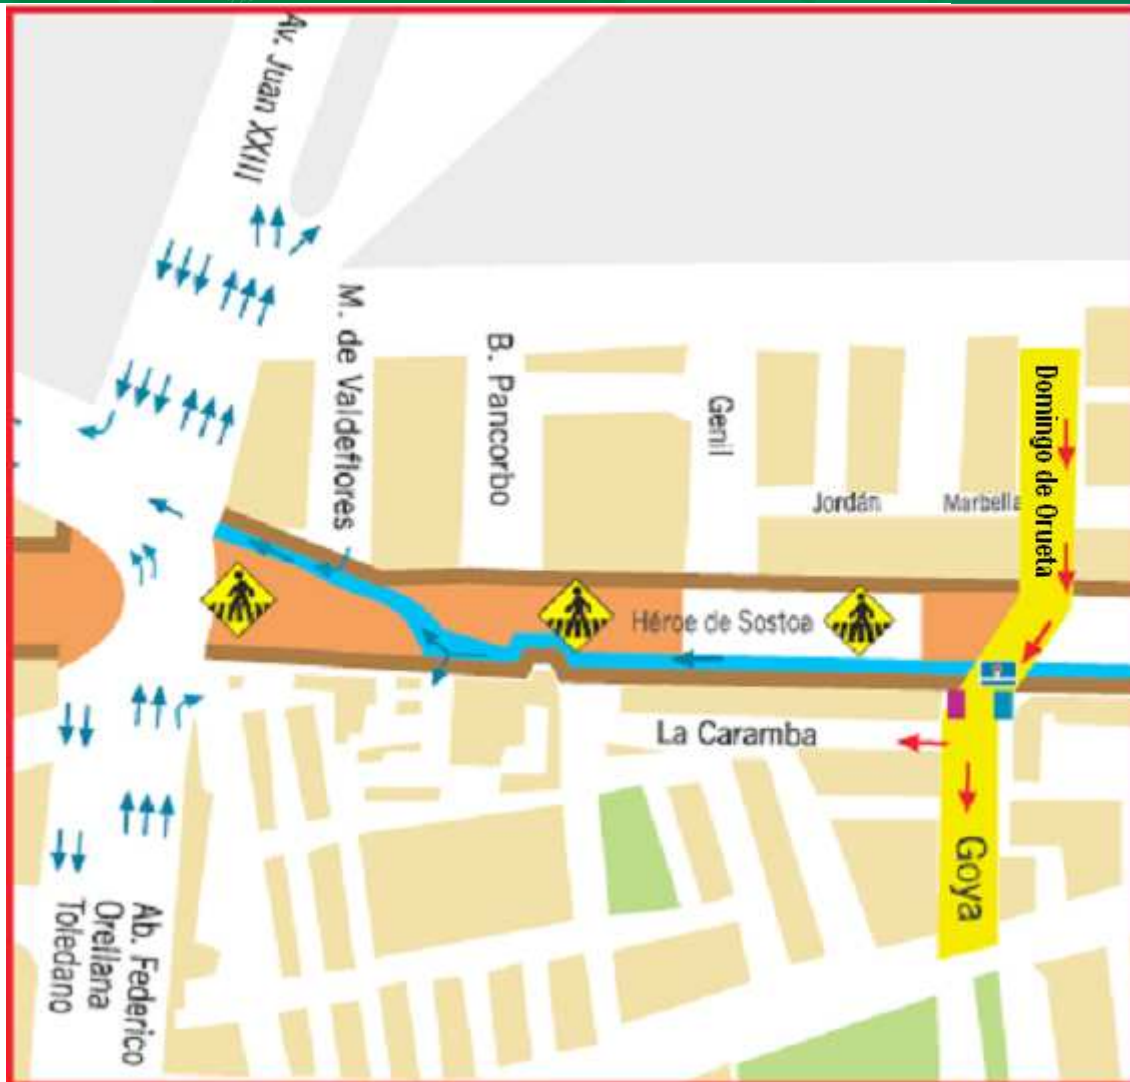 Av. Juan XXIII
M. de Valdeflores
B. Pancorbo
Genil
Jordán
Marbella
Domingo de Orueta
Héroe de Sostoa
La Caramba
Goya
Ab. Federico
Orellana
Toledano